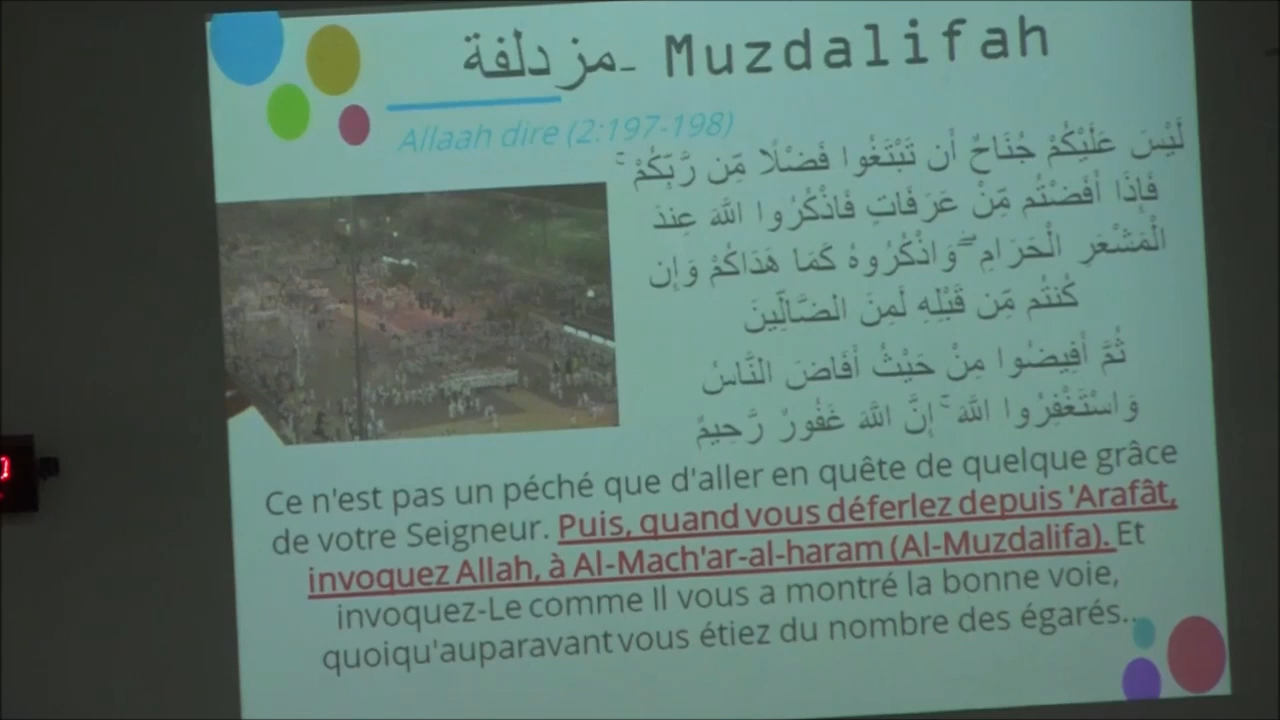 مزدلفة- Muzdalifah
Allaah dire (2:197-198)
لَيْسَ عَلَيْكُمْ جُنَاحٌ أَن تَبْتَغُوا فَضْلًا مِّن رَّبِّكُمْ ۚ
فَإِذَا أَفَضْتُم مِّنْ عَرَفَاتٍ فَاذْكُرُوا اللَّهَ عِندَ
الْمَشْعَرِ الْحَرَامِ ۖ وَاذْكُرُوهُ كَمَا هَدَاكُمْ وَإِن
كُنتُم مِّن قَبْلِهِ لَمِنَ الضَّالِّينَ
ثُمَّ أَفِيضُوا مِنْ حَيْثُ أَفَاضَ النَّاسُ
وَاسْتَغْفِرُوا اللَّهَ ۚ إِنَّ اللَّهَ غَفُورٌ رَّحِيمٌ
Ce n'est pas un péché que d'aller en quête de quelque grâce
de votre Seigneur. Puis, quand vous déferlez depuis 'Arafât,
invoquez Allah, à Al-Mach'ar-al-haram (Al-Muzdalifa). Et
invoquez-Le comme Il vous a montré la bonne voie,
quoiqu'auparavant vous étiez du nombre des égarés..